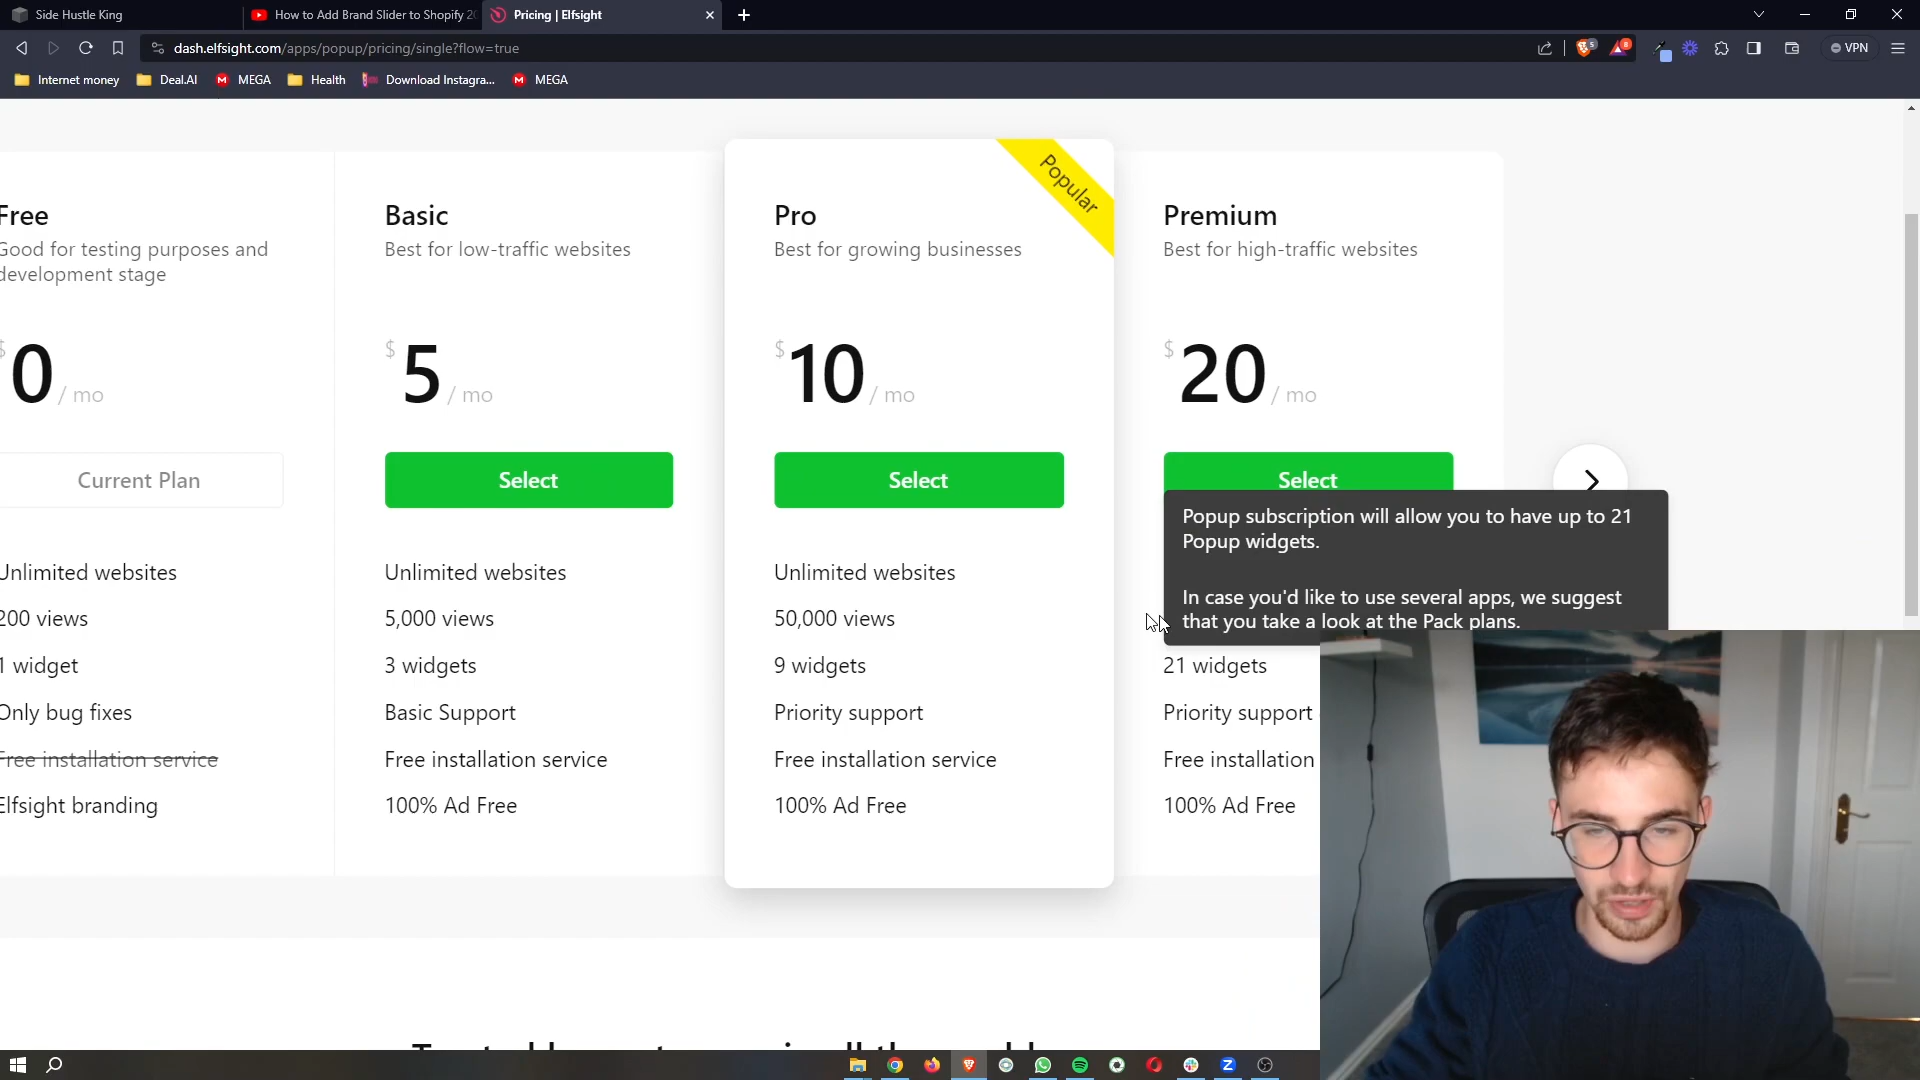 Side Hustle King
How to Add Brand Slider to Shopify 20
Pricing | Elfsight
dash.elfsight.com/apps/popup/pricing/single?flow=true
VPN
Internet money
Deal.AI
MEGA
Health
Download Instagra...
MEGA
Free
Good for testing purposes and
development stage
$0 / mo
Current Plan
Unlimited websites
200 views
1 widget
Only bug fixes
Free installation service
Elfsight branding
Basic
Best for low-traffic websites
$5 / mo
Select
Unlimited websites
5,000 views
3 widgets
Basic Support
Free installation service
100% Ad Free
Popular
Pro
Best for growing businesses
$10 / mo
Select
Unlimited websites
50,000 views
9 widgets
Priority support
Free installation service
100% Ad Free
Premium
Best for high-traffic websites
$20 / mo
Select
Popup subscription will allow you to have up to 21
Popup widgets.
In case you'd like to use several apps, we suggest
that you take a look at the Pack plans.
21 widgets
Priority support
Free installation
100% Ad Free